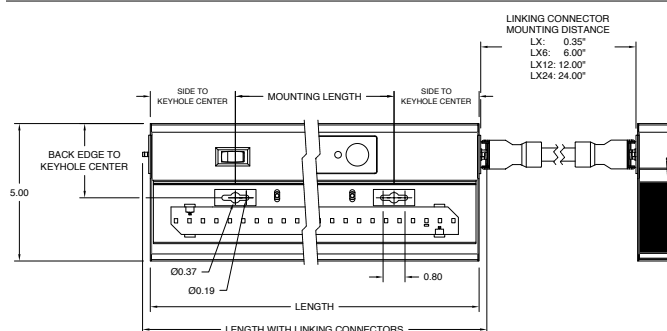 LINKING CONNECTOR
MOUNTING DISTANCE
LX: 0.35"
LX6: 6.00"
LX12: 12.00"
LX24: 24.00"
SIDE TO
KEYHOLE CENTER
MOUNTING LENGTH
SIDE TO
KEYHOLE CENTER
BACK EDGE TO
KEYHOLE CENTER
5.00
Ø0.37
0.80
Ø0.19
LENGTH
LENGTH WITH LINKING CONNECTORS